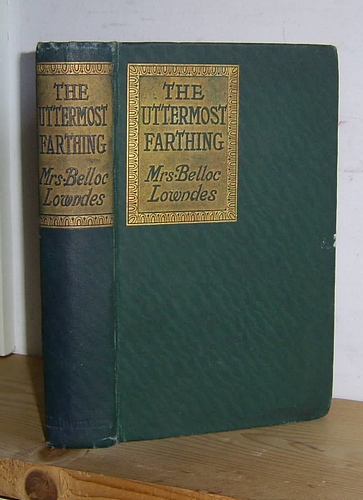 THE
UTTERMOST
FARTHING
Mrs. Belloc
Lowndes
THE
UTTERMOST
FARTHING
Mrs. Belloc
Lowndes